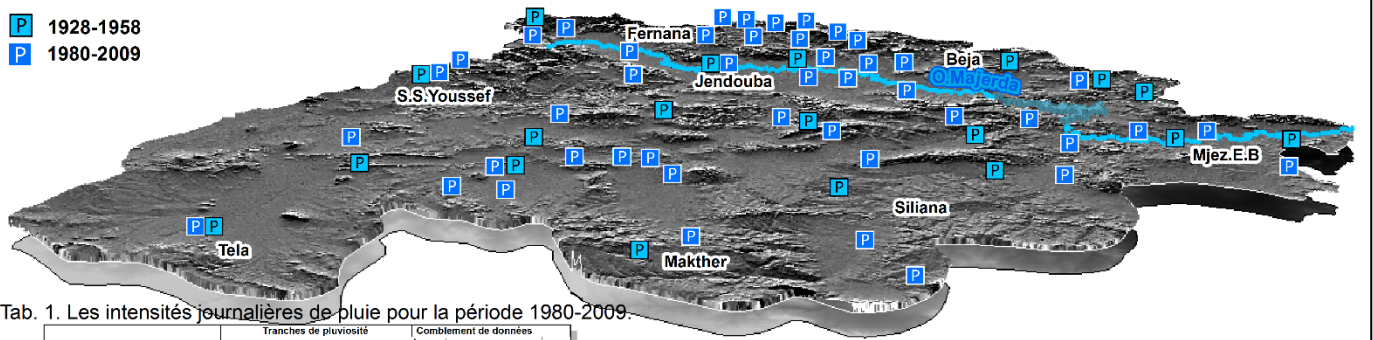 P 1928-1958
P 1980-2009
Fernana
Beja
O.Majerda
Jendouba
S.S.Youssef
Mjez.E.B
Siliana
Tela
Makther
Tab. 1. Les intensités journalières de pluie pour la période 1980-2009.
Tranches de pluviosité Comblement de données